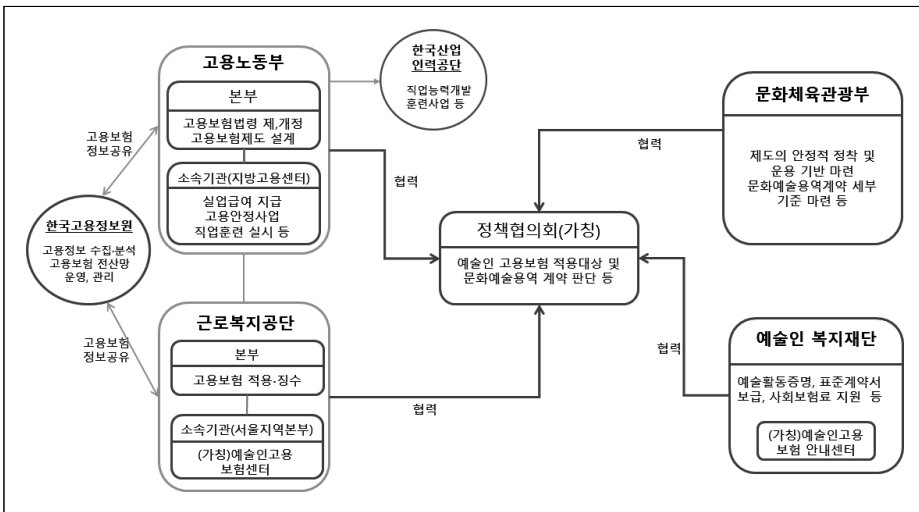 고용노동부
본부
고용보험법령 제,개정
고용보험제도 설계
소속기관(지방고용센터)
실업급여 지급
고용안정사업
직업훈련 실시 등
한국산업
인력공단
직업능력개발
훈련사업 등
고용보험
정보공유
한국고용정보원
고용정보 수집·분석
고용보험 전산망
운영, 관리
고용보험
정보공유
근로복지공단
본부
고용보험 적용·징수
소속기관(서울지역본부)
(가칭)예술인고용
보험센터
협력
협력
협력
협력
정책협의회(가칭)
예술인 고용보험 적용대상 및
문화예술용역 계약 판단 등
문화체육관광부
제도의 안정적 정착 및
운용 기반 마련
문화예술용역계약 세부
기준 마련 등
예술인 복지재단
예술활동증명, 표준계약서
보급, 사회보험료 지원 등
(가칭)예술인고용
보험 안내센터